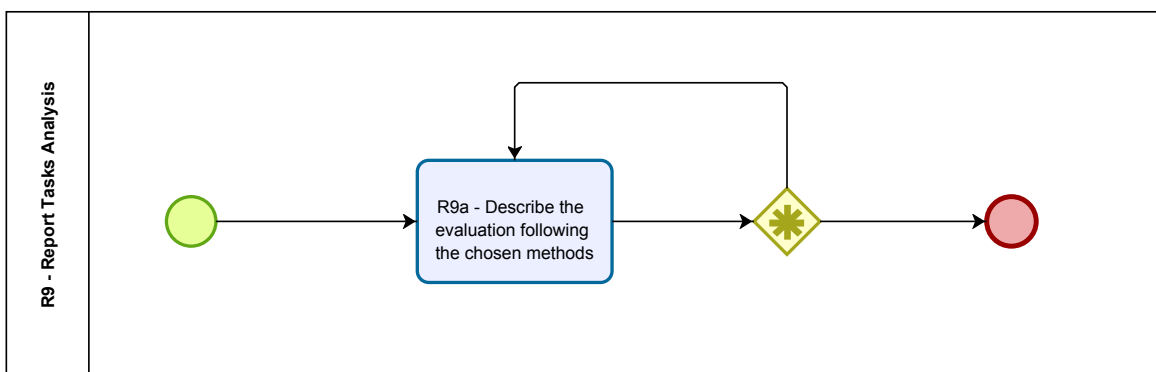 R9 - Report Tasks Analysis
R9a - Describe the
evaluation following
the chosen methods